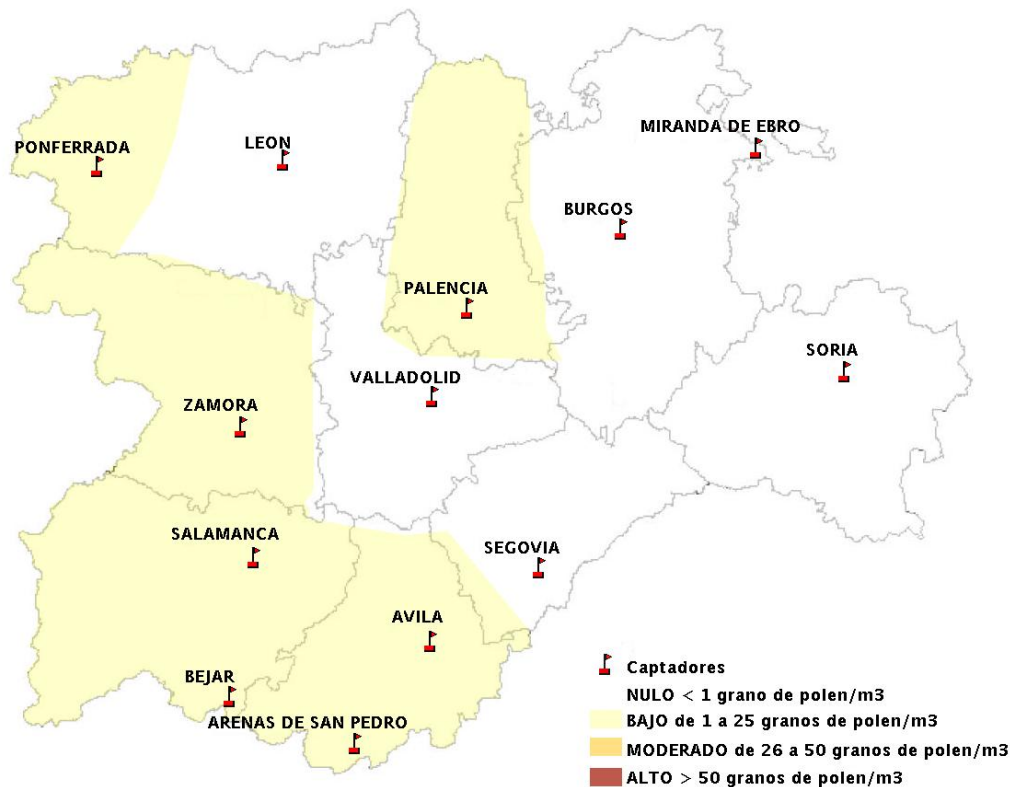 MIRANDA DE EBRO
PONFERRADA
LEON
BURGOS
PALENCIA
SORIA
VALLADOLID
ZAMORA
SALAMANCA
SEGOVIA
AVILA
BEJAR
ARENAS DE SAN PEDRO
Captadores
NULO < 1 grano de polen/m3
BAJO de 1 a 25 granos de polen/m3
MODERADO de 26 a 50 granos de polen/m3
ALTO > 50 granos de polen/m3